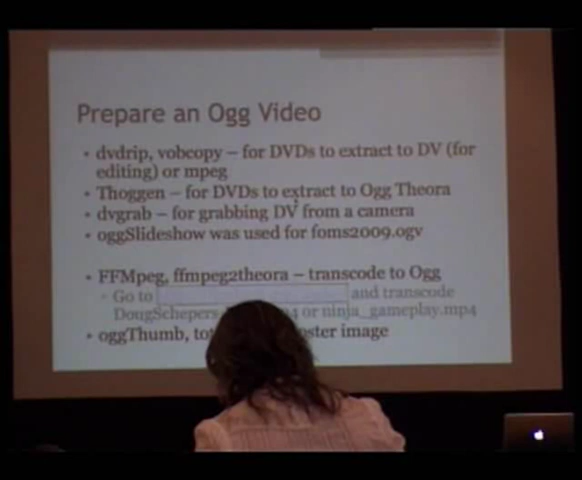 Prepare an Ogg Video
• dvdrip, vobcopy – for DVDs to extract to DV (for
editing) or mpeg
• Thoggen – for DVDs to extract to Ogg Theora
• dvgrab – for grabbing DV from a camera
• oggSlideshow was used for foms2009.ogv
• FFMpeg, ffmpeg2theora – transcode to Ogg
• Go to and transcode
DougSchepers or ninja_gameplay.mp4
• oggThumb, image